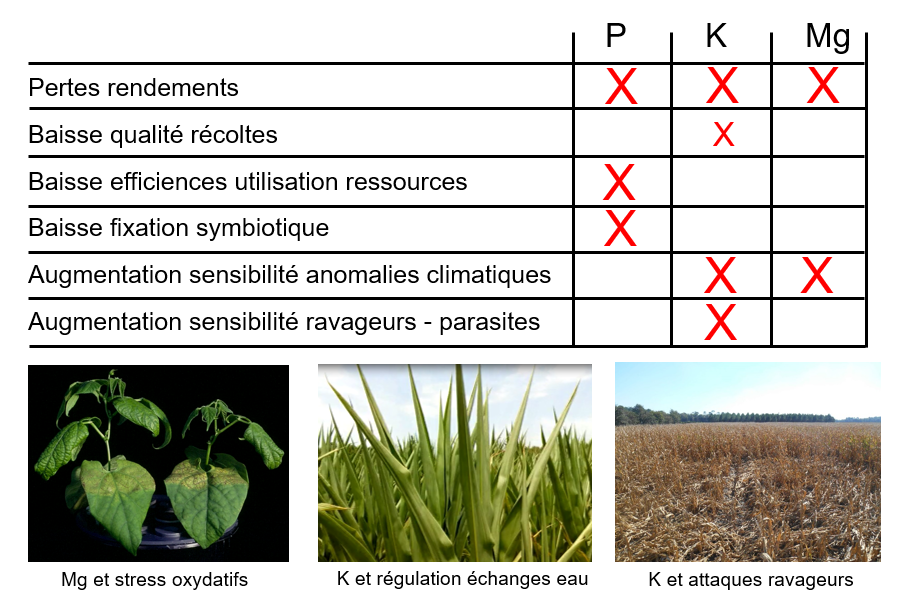 P K Mg
Pertes rendements X X X
Baisse qualité récoltes X
Baisse efficiences utilisation ressources X
Baisse fixation symbiotique X
Augmentation sensibilité anomalies climatiques X X
Augmentation sensibilité ravageurs - parasites X
Mg et stress oxydatifs K et régulation échanges eau K et attaques ravageurs